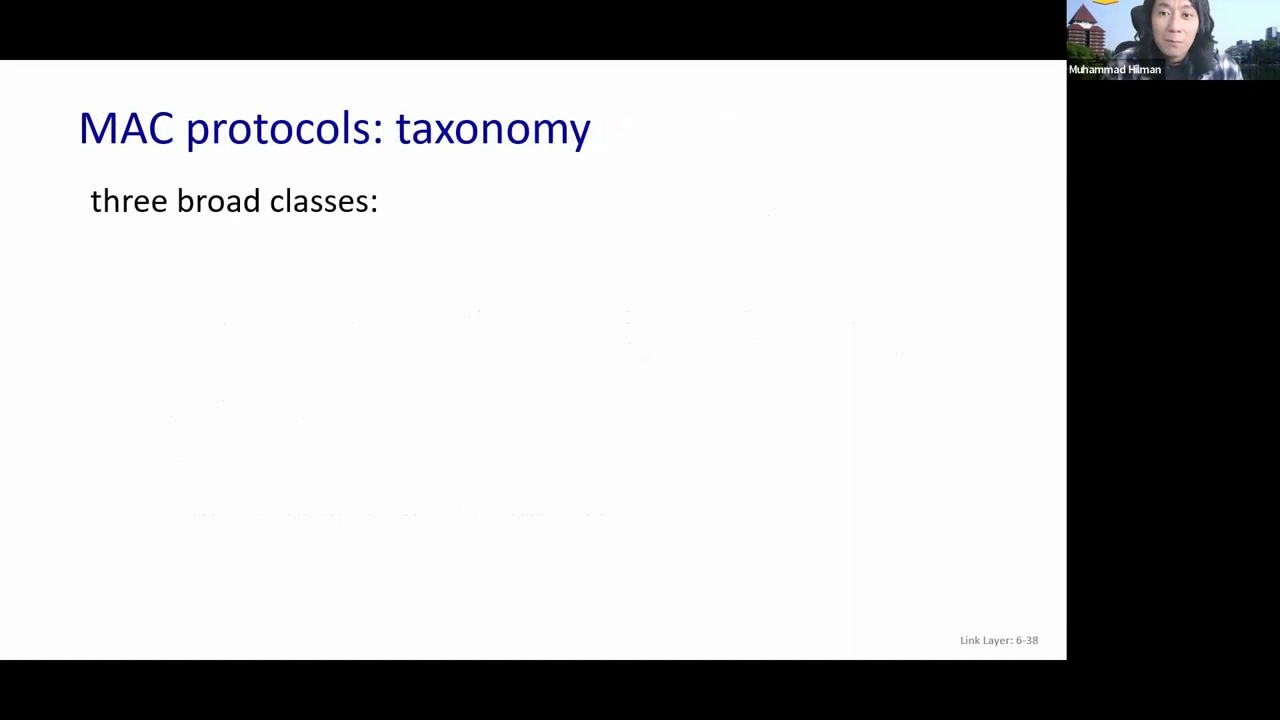 MAC protocols: taxonomy
three broad classes:
Link Layer: 6-38
Muhammad Hilman